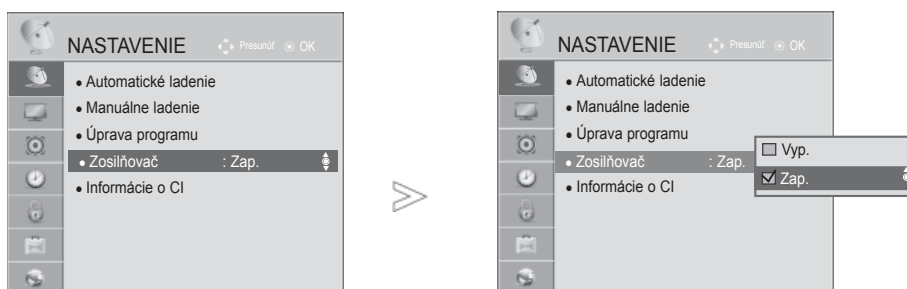 NASTAVENIE Presunúť OK
• Automatické ladenie
• Manuálne ladenie
• Úprava programu
• Zosilňovač : Zap.
• Informácie o CI
NASTAVENIE Presunúť OK
• Automatické ladenie
• Manuálne ladenie
• Úprava programu
• Zosilňovač : Zap.
• Informácie o CI
Vyp.
Zap.